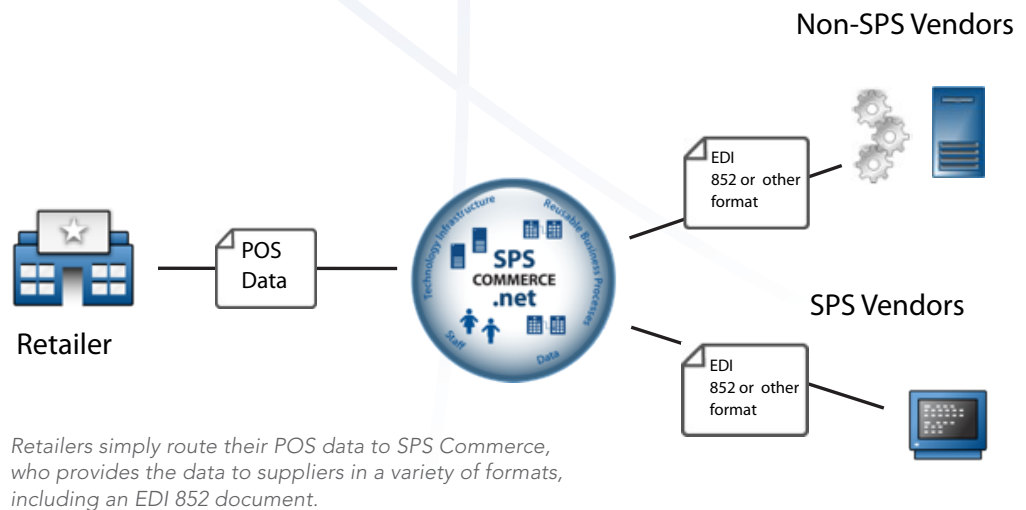 Non-SPS Vendors
EDI
852 or other
format
POS
Data
Technology Infrastructure
Reusable Business Processes
SPS
COMMERCE
.net
Staff
Data
Retailer
SPS Vendors
EDI
852 or other
format
Retailers simply route their POS data to SPS Commerce,
who provides the data to suppliers in a variety of formats,
including an EDI 852 document.